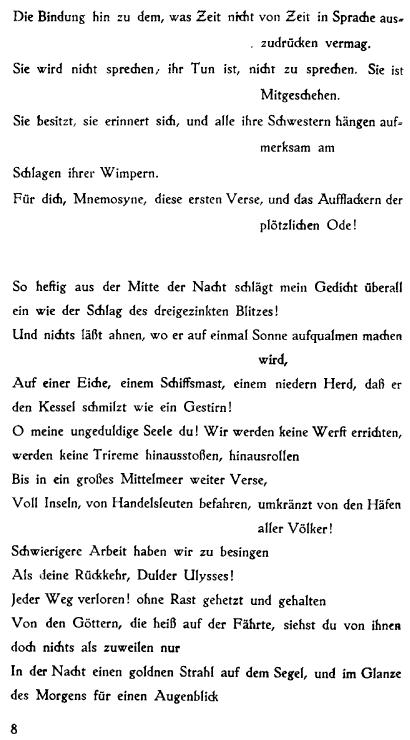 Die Bindung hin zu dem, was Zeit nicht von Zeit in Sprache aus-
zudrücken vermag.
Sie wird nicht sprechen, ihr Tun ist, nicht zu sprechen. Sie ist
Mitgeschehen.
Sie besitzt, sie erinnert sich, und alle ihre Schwestern hängen auf-
merksam am
Schlagen ihrer Wimpern.
Für dich, Mnemosyne, diese ersten Verse, und das Aufflackern der
plötzlichen Ode!
So heftig aus der Mitte der Nacht schlägt mein Gedicht überall
ein wie der Schlag des dreigezinkten Blitzes!
Und nichts läßt ahnen, wo er auf einmal Sonne aufqualmen machen
wird,
Auf einer Eiche, einem Schiffsmast, einem niedern Herd, daß er
den Kessel schmilzt wie ein Gestirn!
O meine ungeduldige Seele du! Wir werden keine Werft errichten,
werden keine Trireme hinausstoßen, hinausrollen
Bis in ein großes Mittelmeer weiter Verse,
Voll Inseln, von Handelsleuten befahren, umkränzt von den Häfen
aller Völker!
Schwierigere Arbeit haben wir zu besingen
Als deine Rückkehr, Dulder Ulysses!
Jeder Weg verloren! ohne Rast gehetzt und gehalten
Von den Göttern, die heiß auf der Fährte, siehst du von ihnen
doch nichts als zuweilen nur
In der Nacht einen goldnen Strahl auf dem Segel, und im Glanze
des Morgens für einen Augenblick
8